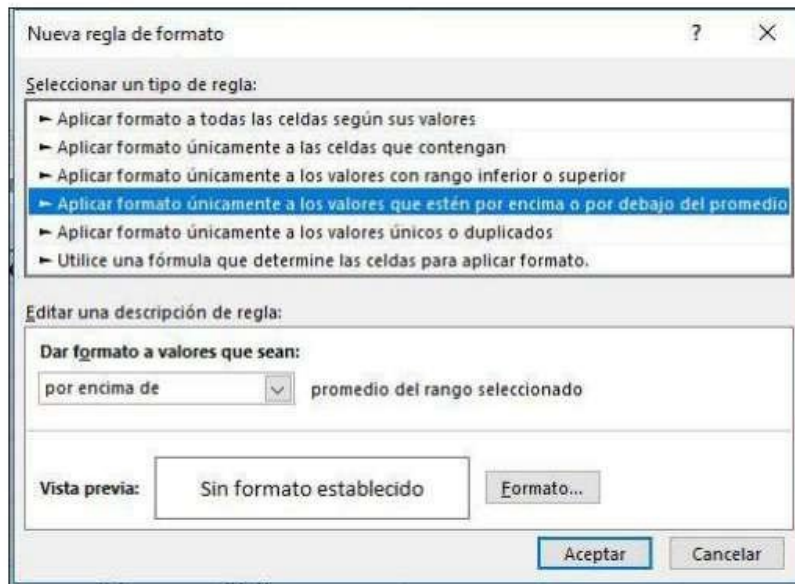 Nueva regla de formato ? X
Seleccionar un tipo de regla:
► Aplicar formato a todas las celdas según sus valores
► Aplicar formato únicamente a las celdas que contengan
► Aplicar formato únicamente a los valores con rango inferior o superior
► Aplicar formato únicamente a los valores que estén por encima o por debajo del promedio
► Aplicar formato únicamente a los valores únicos o duplicados
► Utilice una fórmula que determine las celdas para aplicar formato.
Editar una descripción de regla:
Dar formato a valores que sean:
por encima de promedio del rango seleccionado
Vista previa: Sin formato establecido Formato...
Aceptar Cancelar